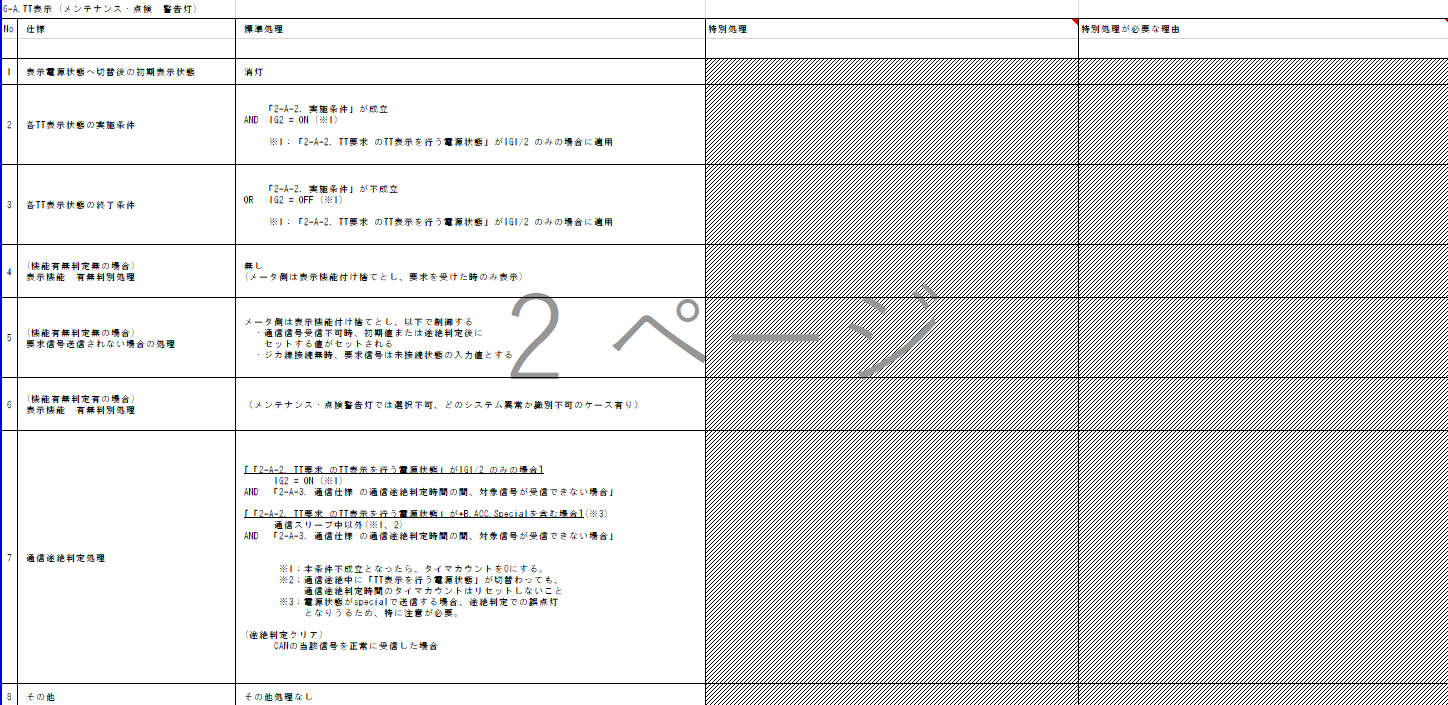 6-A.TT表示（メンテナンス・点検　警告灯）
No 仕様 標準処理 特別処理 特別処理が必要な理由
1 表示電源状態へ切替後の初期表示状態 消灯
2 各TT表示状態の実施条件
「2-A-2. 実施条件」が成立
AND IG2 = ON（※1）
※1：「2-A-2. TT要求 のTT表示を行う電源状態」がIG1/2 のみの場合に適用
3 各TT表示状態の終了条件
「2-A-2. 実施条件」が不成立
OR IG2 = OFF（※1）
※1：「2-A-2. TT要求 のTT表示を行う電源状態」がIG1/2 のみの場合に適用
4 （機能有無判定無の場合）
表示機能　有無判別処理
無し
（メータ側は表示機能付け捨てとし、要求を受けた時のみ表示）
5 （機能有無判定無の場合）
要求信号送信されない場合の処理
メータ側は表示機能付け捨てとし、以下で制御する
・通信信号受信不可時、初期値または途絶判定後に
セットする値がセットされる
・ジカ線接続無時、要求信号は未接続状態の入力値とする
6 （機能有無判定有の場合）
表示機能　有無判別処理
（メンテナンス・点検警告灯では選択不可、どのシステム異常か識別不可のケース有り）
7 通信途絶判定処理
[「2-A-2. TT要求 のTT表示を行う電源状態」がIG1/2 のみの場合]
IG2 = ON（※1）
AND 「2-A-3. 通信仕様 の通信途絶判定時間の間、対象信号が受信できない場合」
[「2-A-2. TT要求 のTT表示を行う電源状態」が+B,ACC,Specialを含む場合]（※3）
通信スリープ中以外（※1、2）
AND 「2-A-3. 通信仕様 の通信途絶判定時間の間、対象信号が受信できない場合」
※1：本条件不成立となったら、タイマカウントを0にする。
※2：通信途絶中に「TT表示を行う電源状態」が切替わっても、
通信途絶判定時間のタイマカウントはリセットしないこと
※3：電源状態がspecialで送信する場合、途絶判定での誤点灯
となりうるため、特に注意が必要。
（途絶判定クリア）
CANの当該信号を正常に受信した場合
8 その他 その他処理なし
2 ページ